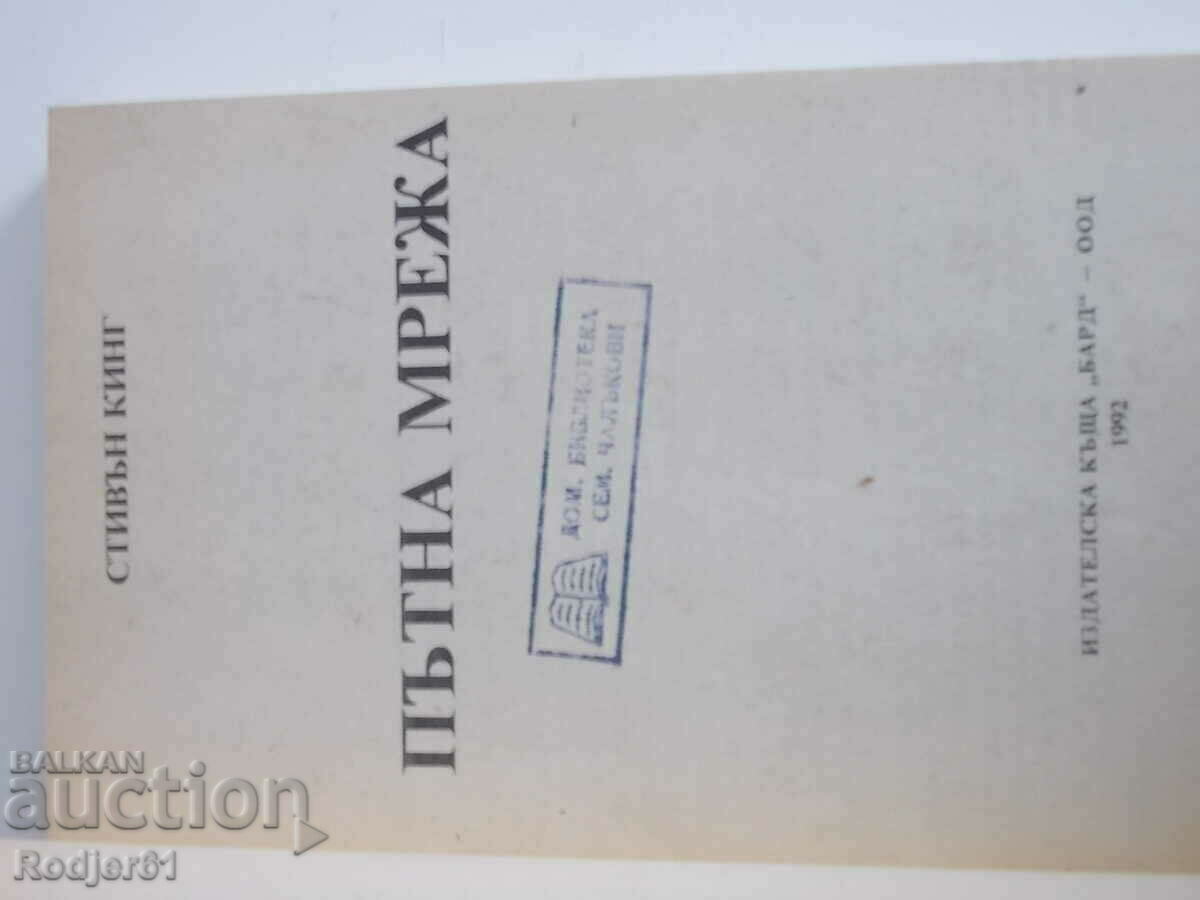 СТИВЪН КИНГ
ПЪТНА МРЕЖА
ДОМ. БИБЛИОТЕКА
СЕМ. ЧАЛЪКОВИ
ИЗДАТЕЛСКА КЪЩА „БАРД“ – ООД
1992
BALKAN
auction
Rodjer61